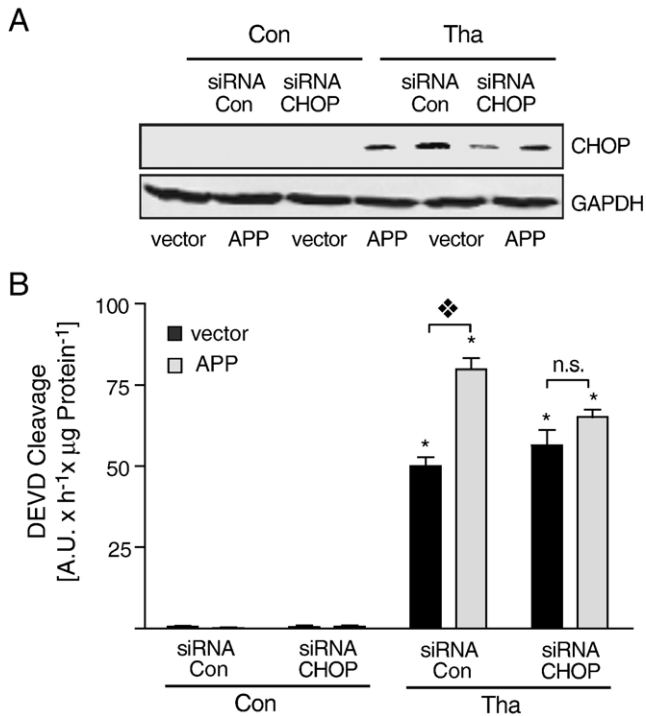 A
Con Tha
siRNA siRNA siRNA siRNA
Con CHOP Con CHOP
CHOP
GAPDH
vector APP vector APP vector APP
B
DEVD Cleavage
[A.U. x h-1x µg Protein-1]
100
75
50
25
vector
APP
❖
* *
n.s.
* *
siRNA siRNA siRNA siRNA
Con CHOP Con CHOP
Con Tha